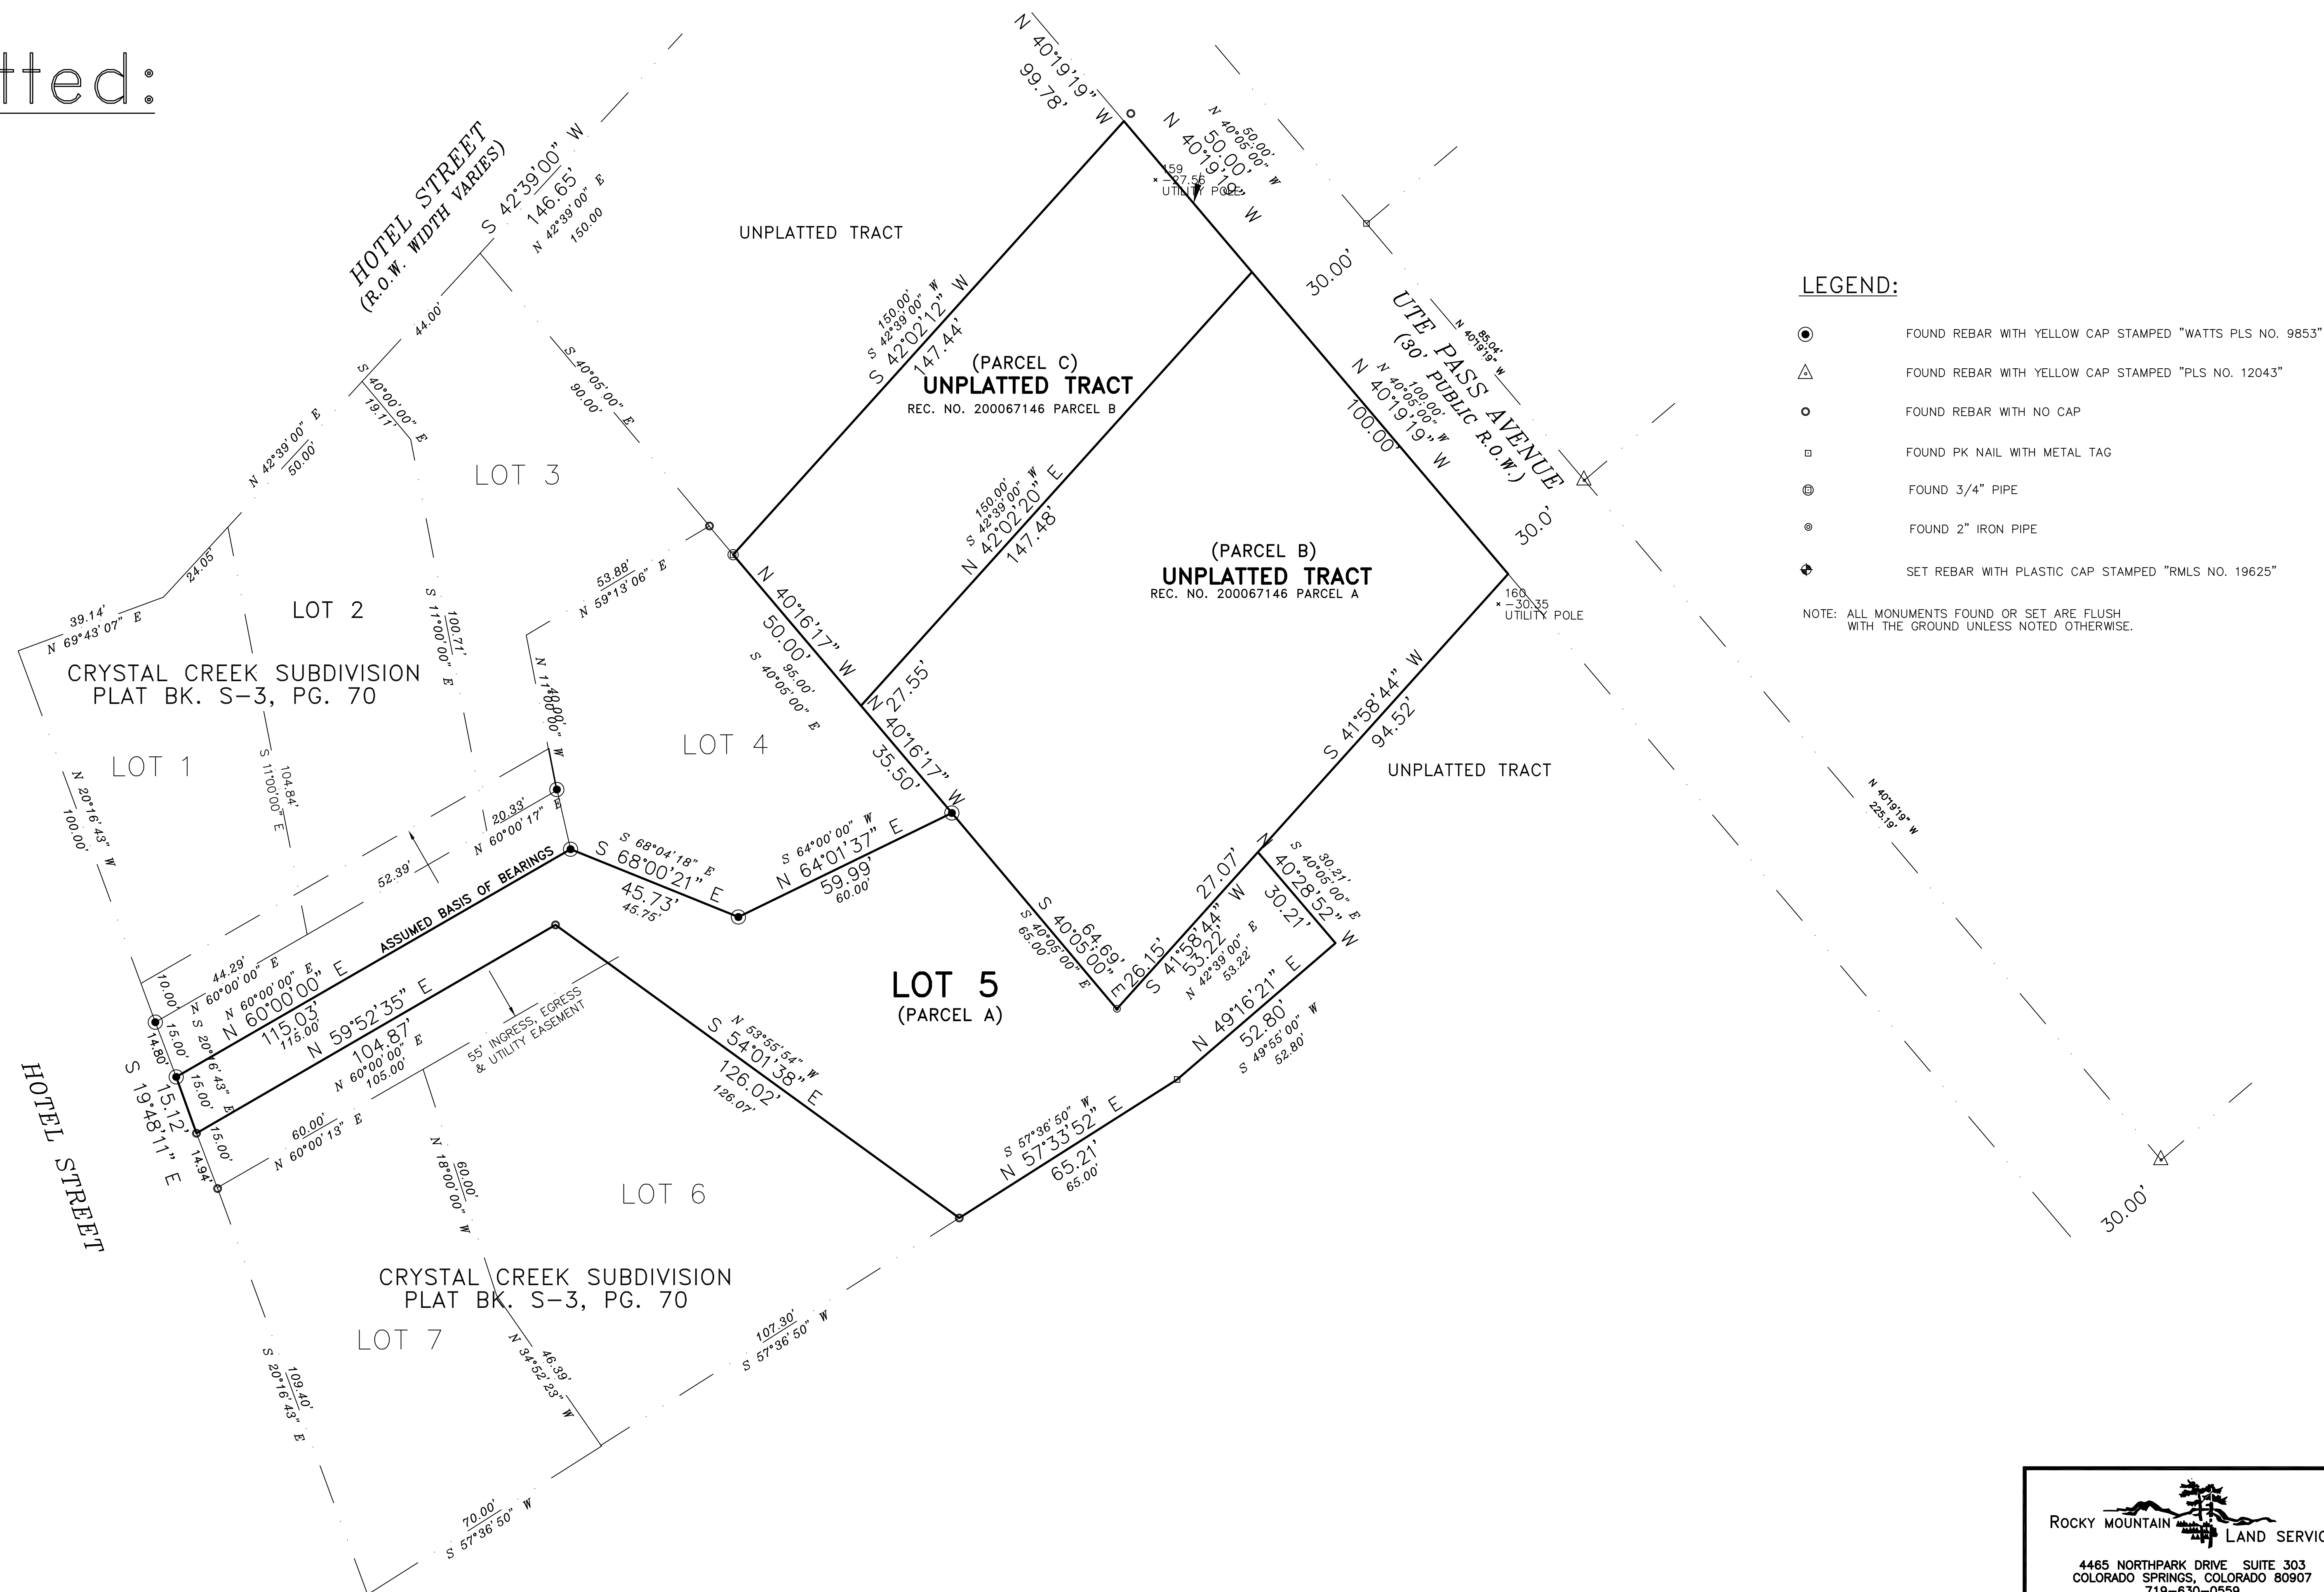 tted:
HOTEL STREET
(R.O.W. WIDTH VARIES)
S 42°39'00" W
146.65'
N 42°39'00" E
150.00
N 40°19'19" W
99.78'
50.00'
N 40°05'00" W
50.00'
N 40°19'19" W
159
-27.56
UTILITY POLE
UNPLATTED TRACT
44.00'
S 40°00'00" E
19.11'
S 40°05'00" E
90.00'
N 42°39'00" E
50.00'
24.05'
39.14'
N 69°43'07" E
LOT 3
LOT 2
CRYSTAL CREEK SUBDIVISION
PLAT BK. S-3, PG. 70
LOT 1
N 20°16'43" W
100.00'
104.84'
S 11°00'00" E
100.71'
S 11°00'00" E
53.88'
N 59°13'06" E
40.00'
N 11°00'00" W
LOT 4
150.00'
S 42°39'00" W
S 42°02'12" W
147.44'
(PARCEL C)
UNPLATTED TRACT
REC. NO. 200067146 PARCEL B
150.00'
S 42°39'00" W
N 42°02'20" E
147.48'
27.55'
N 40°16'17" W
50.00'
95.00'
S 40°05'00" E
N 40°16'17" W
35.50'
30.00'
UTE PASS AVENUE
(30' PUBLIC R.O.W.)
85.04'
N 40°19'19" W
100.00'
N 40°05'00" W
N 40°19'19" W
100.00'
30.0'
(PARCEL B)
UNPLATTED TRACT
REC. NO. 200067146 PARCEL A
160
-30.35
UTILITY POLE
S 41°58'44" W
94.52'
UNPLATTED TRACT
N 40°19'19" W
225.19'
30.00'
20.33'
N 60°00'17" E
52.39'
44.29'
N 60°00'00" E
ASSUMED BASIS OF BEARINGS
N 60°00'00" E
N 60°00'00" E
115.03'
115.00'
N 59°52'35" E
104.87'
N 60°00'00" E
105.00'
10.00'
15.00'
14.80'
S 20°16'43" E
15.00'
15.12'
S 19°48'11" E
15.00'
14.94'
60.00'
N 60°00'13" E
55' INGRESS, EGRESS
& UTILITY EASEMENT
HOTEL STREET
S 68°04'18" E
S 68°00'21" E
45.73'
45.75'
S 64°00'00" W
N 64°01'37" E
59.99'
60.00'
64.69'
S 40°05'00" E
S 40°05'00" E
65.00'
27.07'
26.15'
S 41°58'44" W
53.22'
N 42°39'00" E
53.22'
30.21'
S 40°05'00" E
N 40°28'52" W
30.21'
N 49°16'21" E
52.80'
S 49°55'00" W
52.80'
LOT 5
(PARCEL A)
N 53°55'54" W
S 54°01'38" E
126.02'
126.07'
S 57°36'50" W
N 57°33'52" E
65.21'
65.00'
60.00'
N 18°00'00" W
LOT 6
CRYSTAL CREEK SUBDIVISION
PLAT BK. S-3, PG. 70
LOT 7
109.40'
S 20°16'43" E
46.39'
N 34°52'23" W
107.30'
S 57°36'50" W
70.00'
S 57°36'50" W
LEGEND:
FOUND REBAR WITH YELLOW CAP STAMPED "WATTS PLS NO. 9853"
FOUND REBAR WITH YELLOW CAP STAMPED "PLS NO. 12043"
FOUND REBAR WITH NO CAP
FOUND PK NAIL WITH METAL TAG
FOUND 3/4" PIPE
FOUND 2" IRON PIPE
SET REBAR WITH PLASTIC CAP STAMPED "RMLS NO. 19625"
NOTE: ALL MONUMENTS FOUND OR SET ARE FLUSH
WITH THE GROUND UNLESS NOTED OTHERWISE.
ROCKY MOUNTAIN LAND SERVIC
4465 NORTHPARK DRIVE SUITE 303
COLORADO SPRINGS, COLORADO 80907
719-630-0559